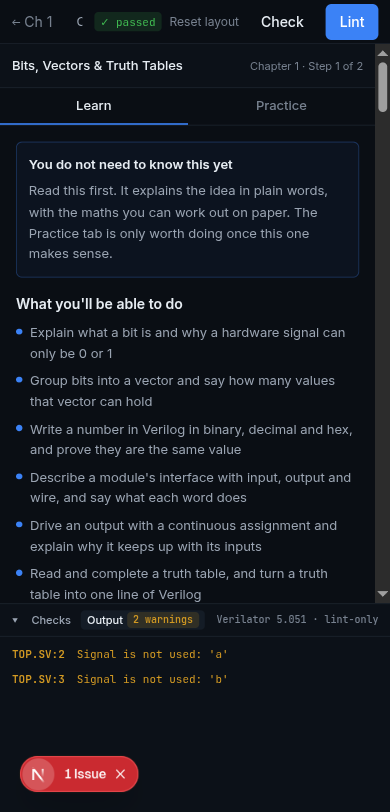 ← Ch 1 C ✓ passed Reset layout Check Lint
Bits, Vectors & Truth Tables Chapter 1 · Step 1 of 2
Learn Practice
You do not need to know this yet
Read this first. It explains the idea in plain words,
with the maths you can work out on paper. The
Practice tab is only worth doing once this one
makes sense.
What you'll be able to do
Explain what a bit is and why a hardware signal can
only be 0 or 1
Group bits into a vector and say how many values
that vector can hold
Write a number in Verilog in binary, decimal and hex,
and prove they are the same value
Describe a module's interface with input, output and
wire, and say what each word does
Drive an output with a continuous assignment and
explain why it keeps up with its inputs
Read and complete a truth table, and turn a truth
table into one line of Verilog
▾ Checks Output 2 warnings Verilator 5.051 · lint-only
TOP.SV:2 Signal is not used: 'a'
TOP.SV:3 Signal is not used: 'b'
N 1 Issue ×